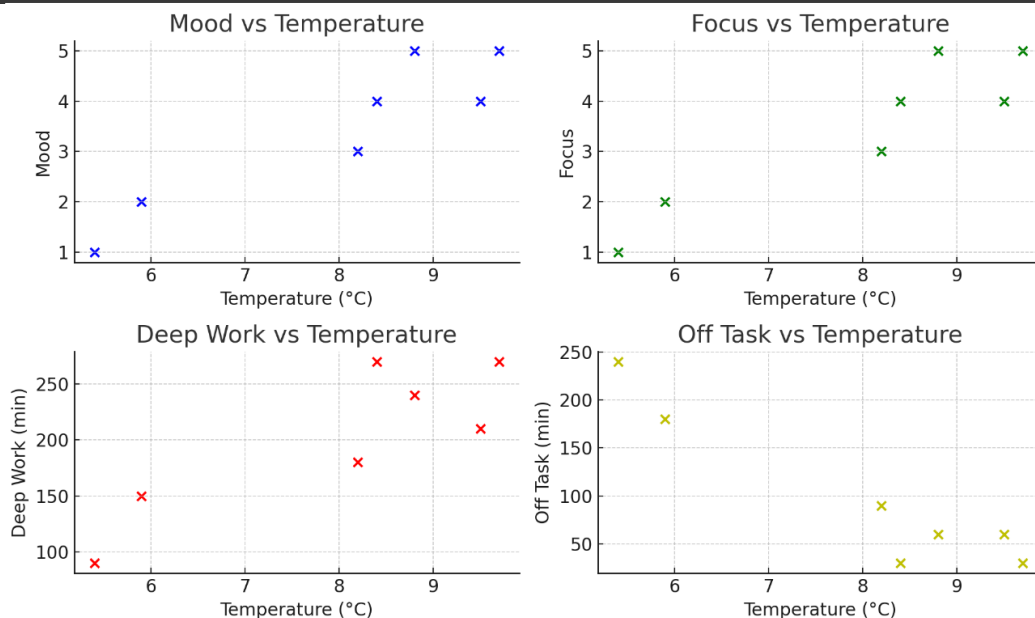 Mood vs Temperature
5
4
3
2
1
Mood
6
7
8
9
Temperature (°C)
Focus vs Temperature
5
4
3
2
1
Focus
6
7
8
9
Temperature (°C)
Deep Work vs Temperature
250
200
150
100
Deep Work (min)
6
7
8
9
Temperature (°C)
Off Task vs Temperature
250
200
150
100
50
Off Task (min)
6
7
8
9
Temperature (°C)